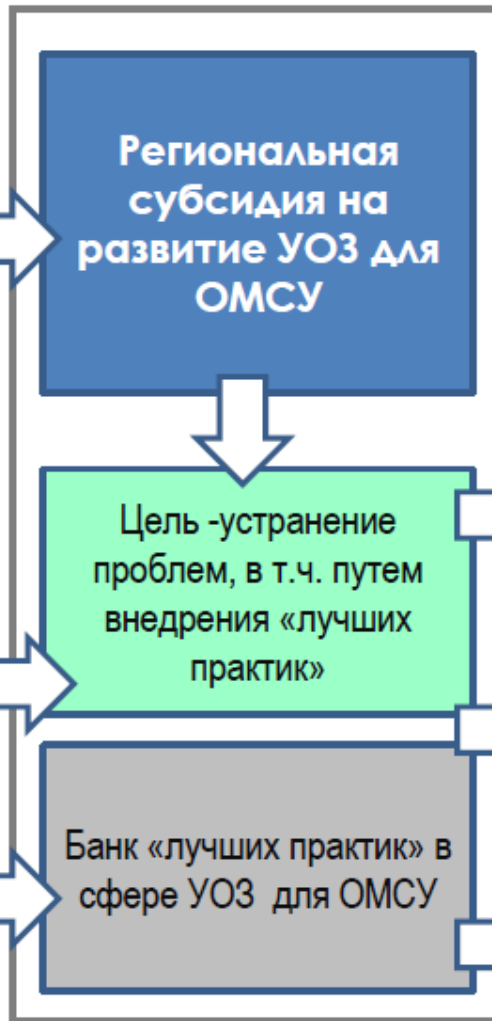 Региональная
субсидия на
развитие УОЗ для
ОМСУ
Цель -устранение
проблем, в т.ч. путем
внедрения «лучших
практик»
Банк «лучших практик» в
сфере УОЗ для ОМСУ